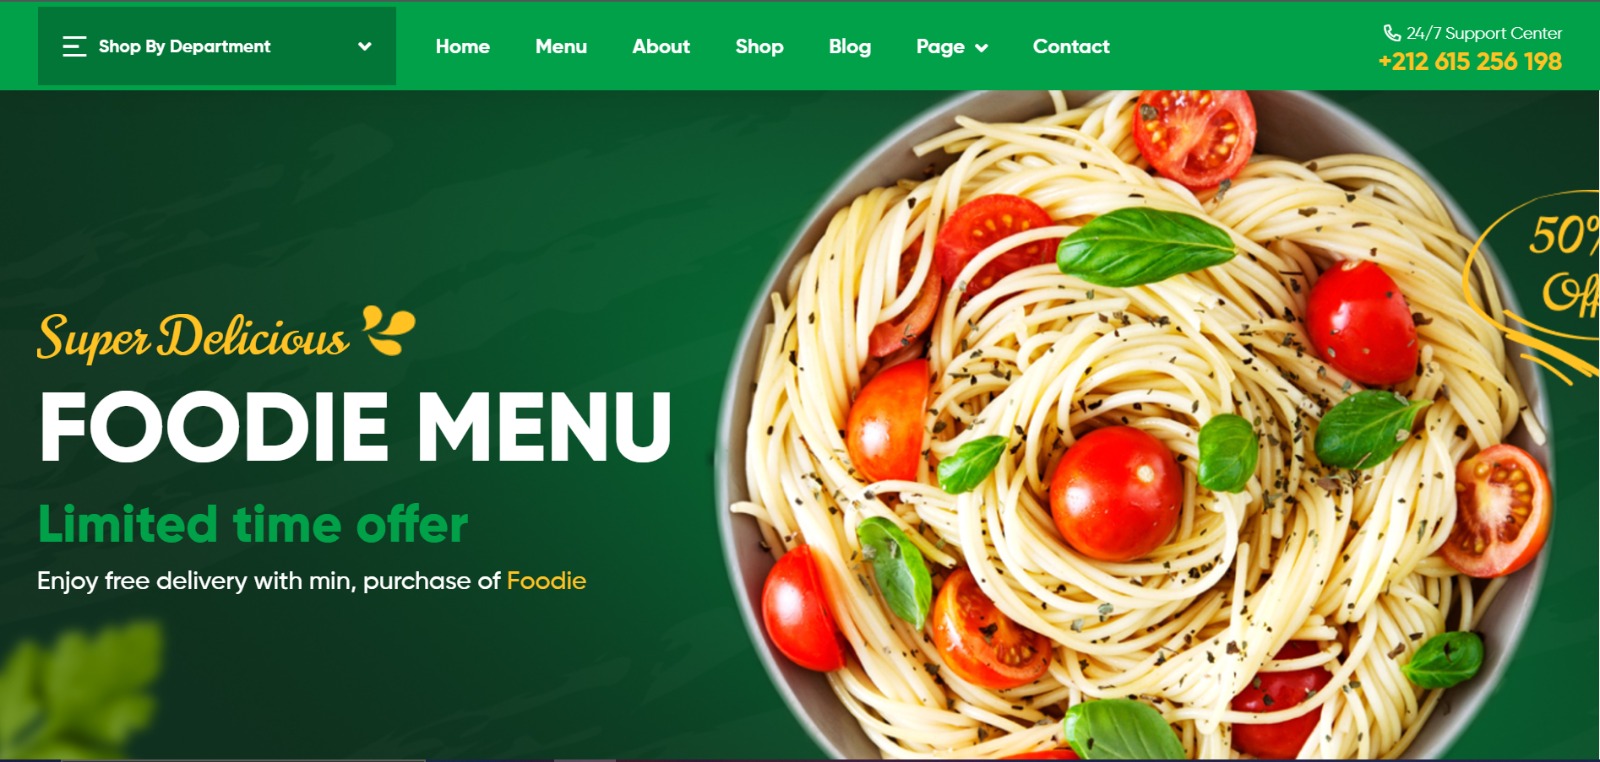 Shop By Department
Home Menu About Shop Blog Page Contact
24/7 Support Center
+212 615 256 198
50%
Off
Super Delicious
FOODIE MENU
Limited time offer
Enjoy free delivery with min, purchase of Foodie